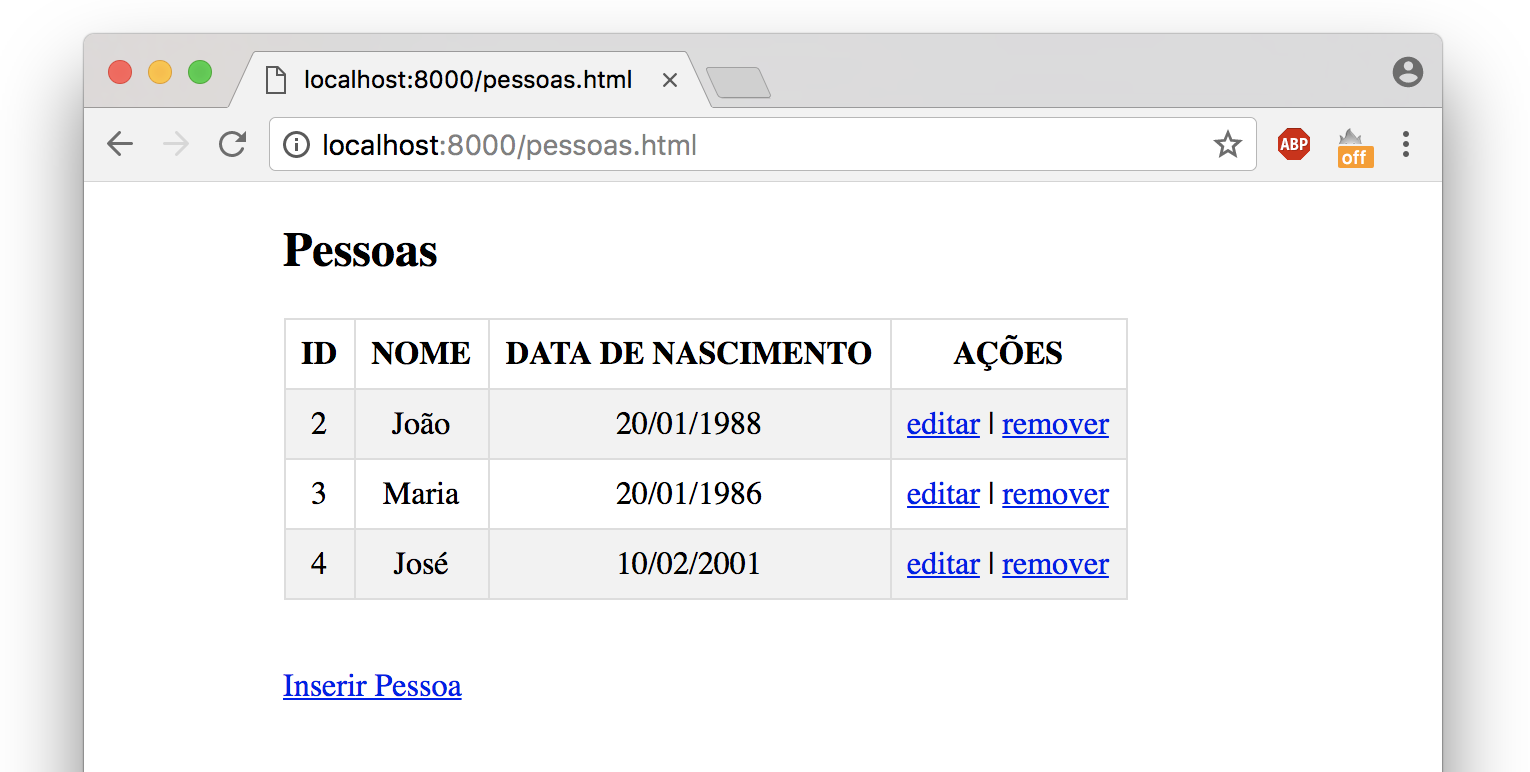 localhost:8000/pessoas.html
localhost:8000/pessoas.html
ABP
off
Pessoas
ID NOME DATA DE NASCIMENTO AÇÕES
2 João 20/01/1988 editar | remover
3 Maria 20/01/1986 editar | remover
4 José 10/02/2001 editar | remover
Inserir Pessoa